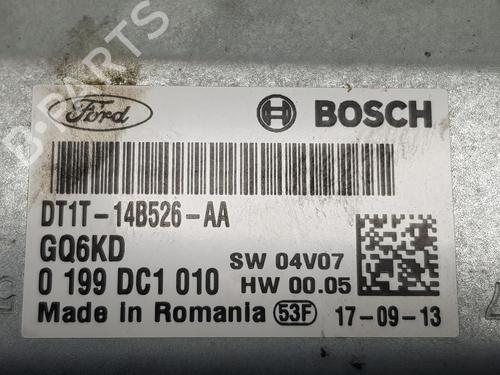 B-PARTS
Ford
BOSCH
DT1T-14B526-AA
GQ6KD
0 199 DC1 010
SW 04V07
HW 00.05
Made in Romania 53F 17-09-13